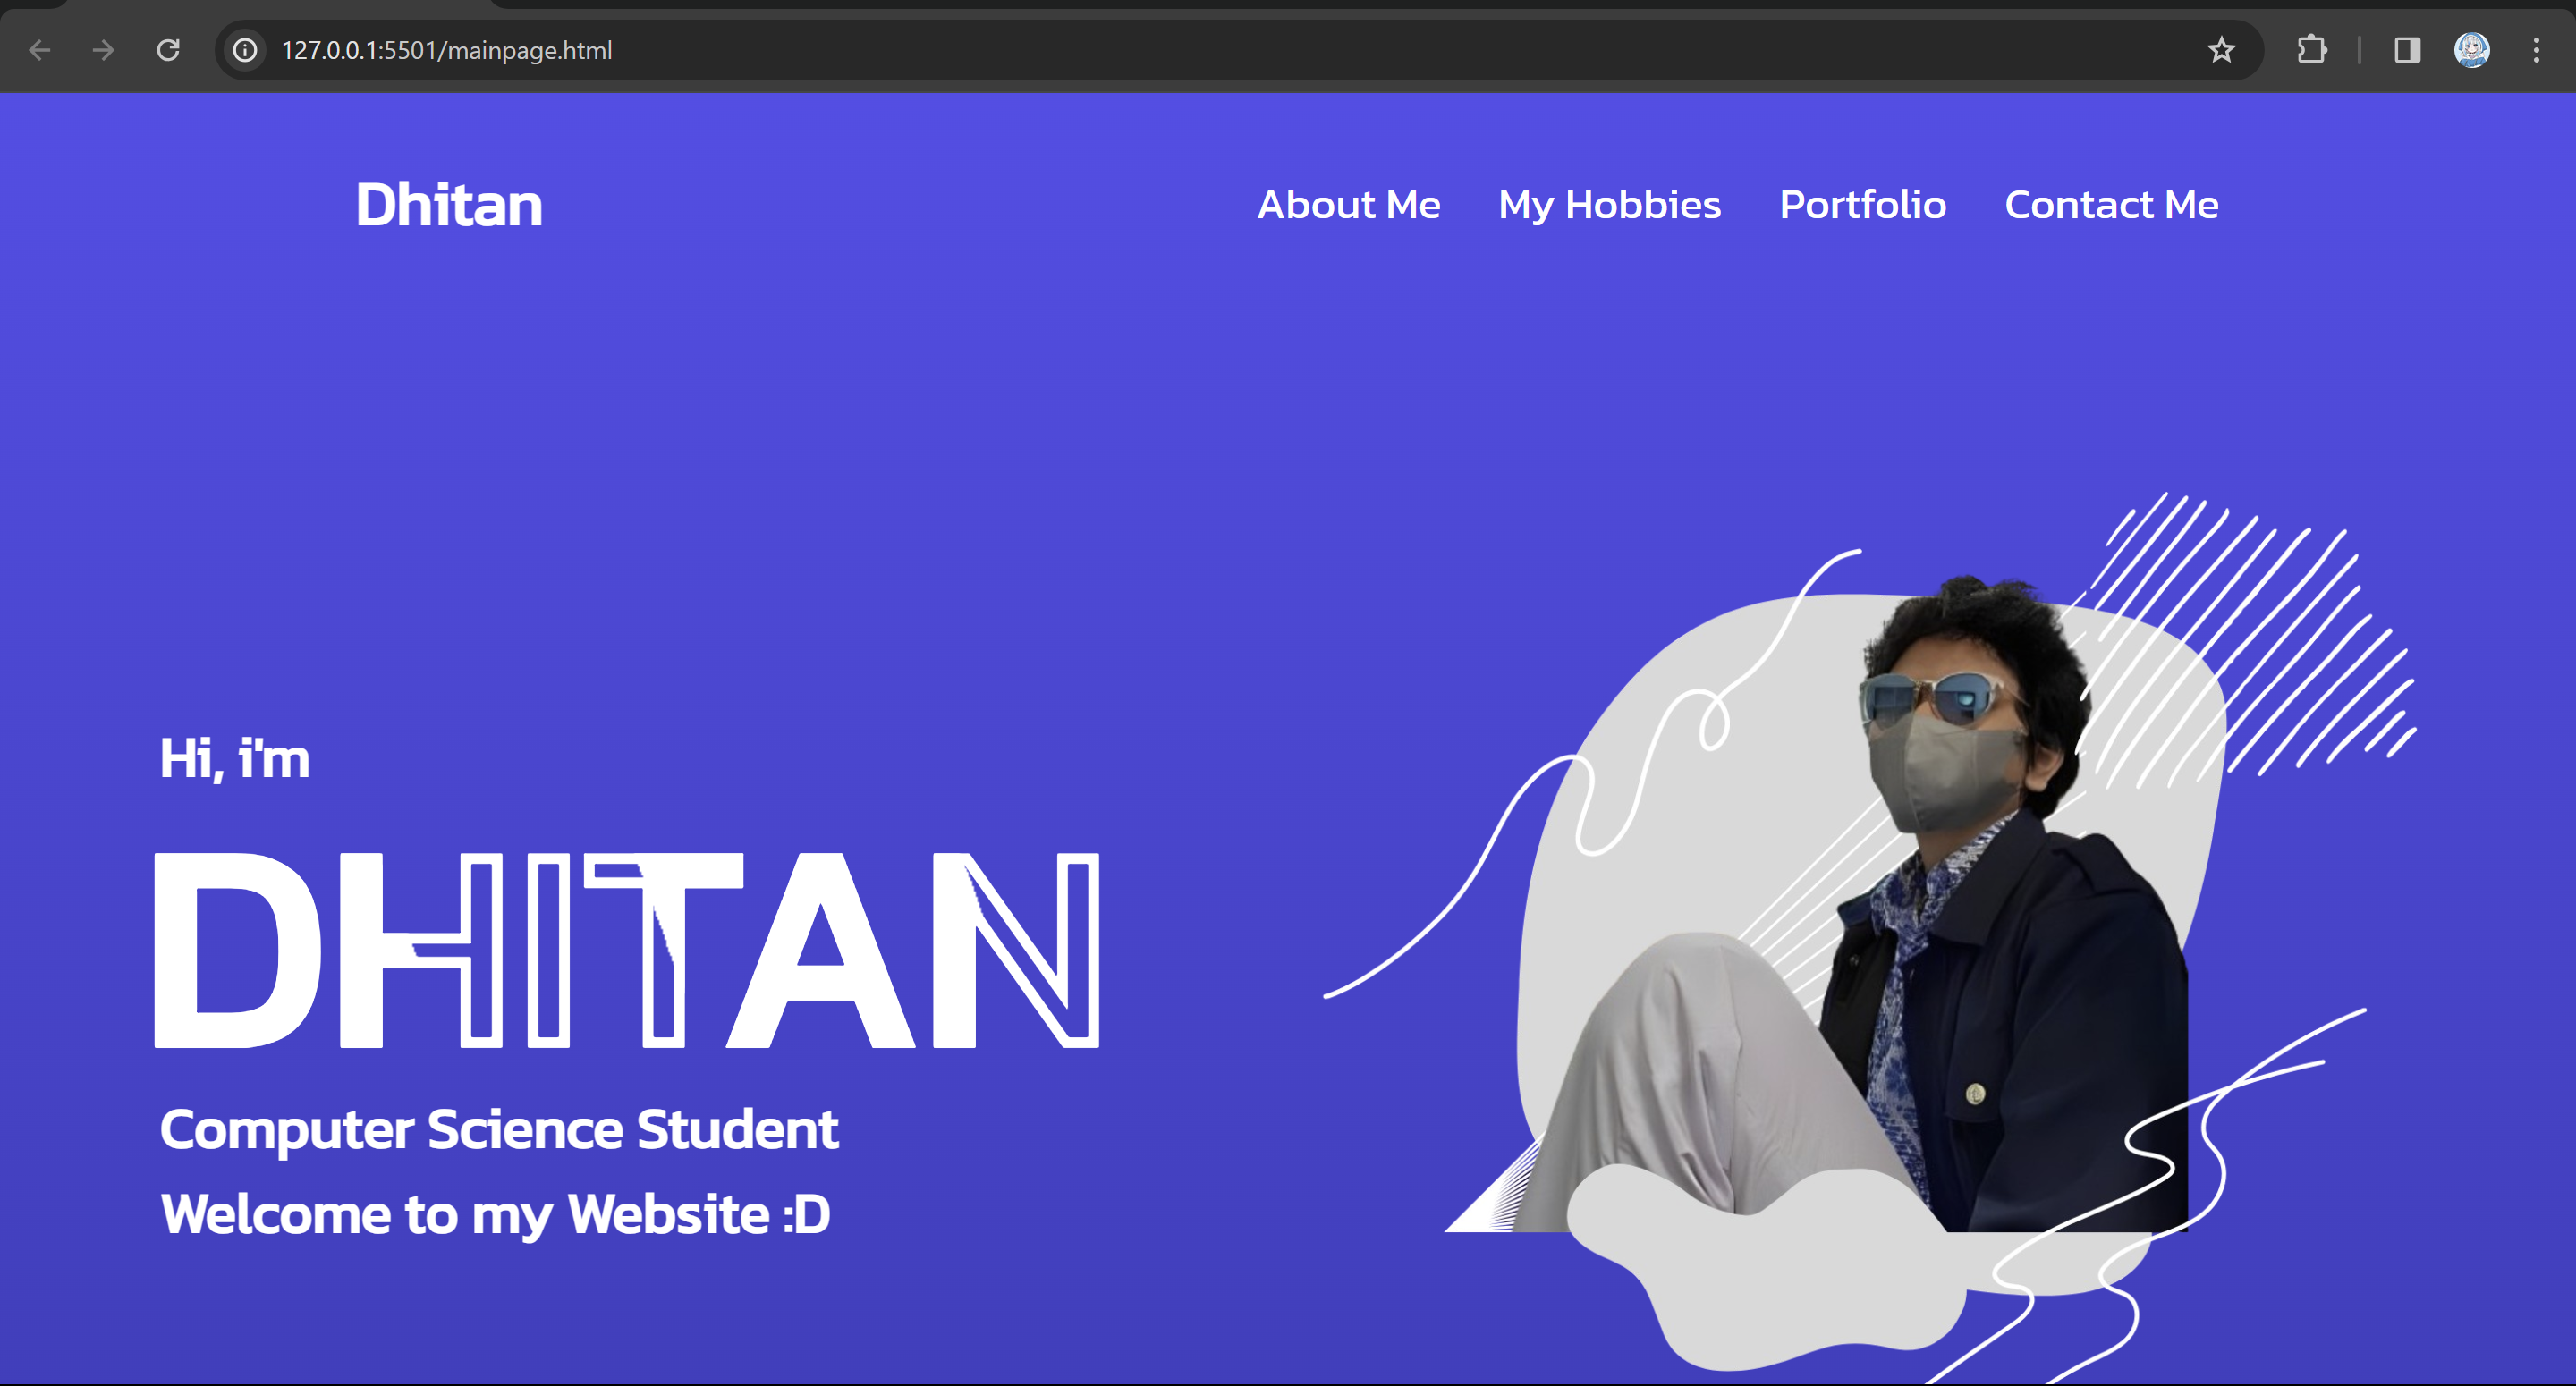 127.0.0.1:5501/mainpage.html
Dhitan
About Me
My Hobbies
Portfolio
Contact Me
Hi, i'm
DHITAN
Computer Science Student
Welcome to my Website :D